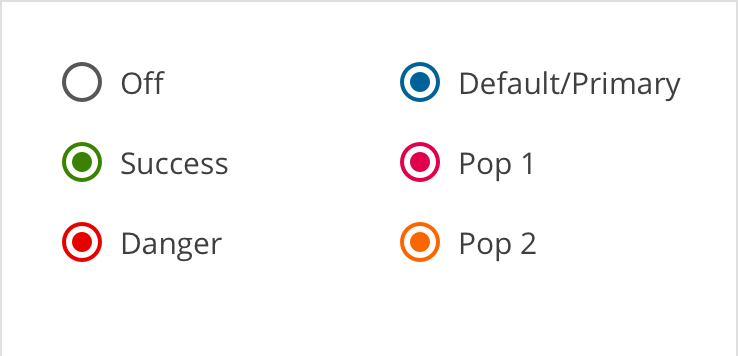 Off
Default/Primary
Success
Pop 1
Danger
Pop 2